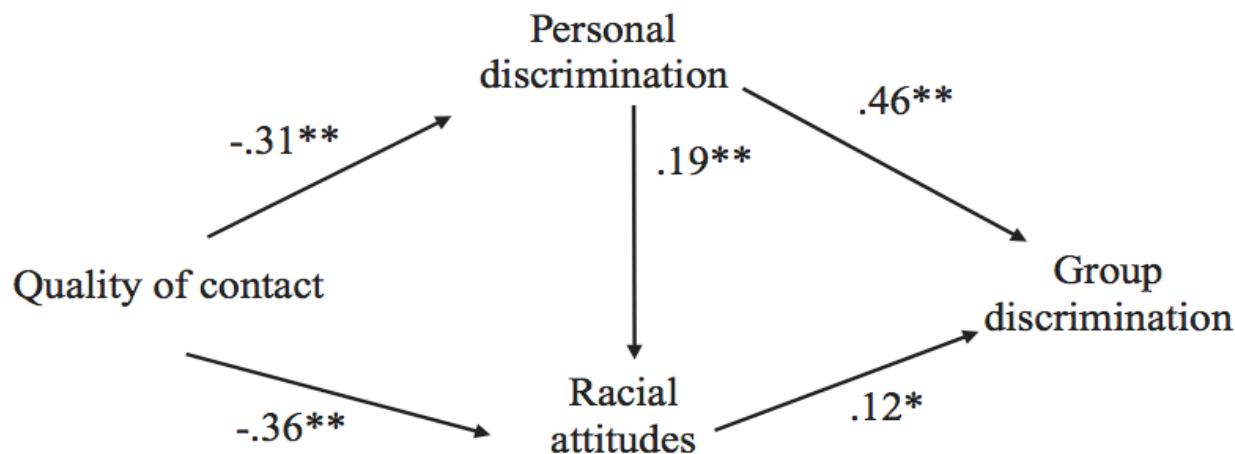 Personal
discrimination
.46**
-.31**
.19**
Quality of contact
Group
discrimination
Racial
attitudes
.12*
-.36**